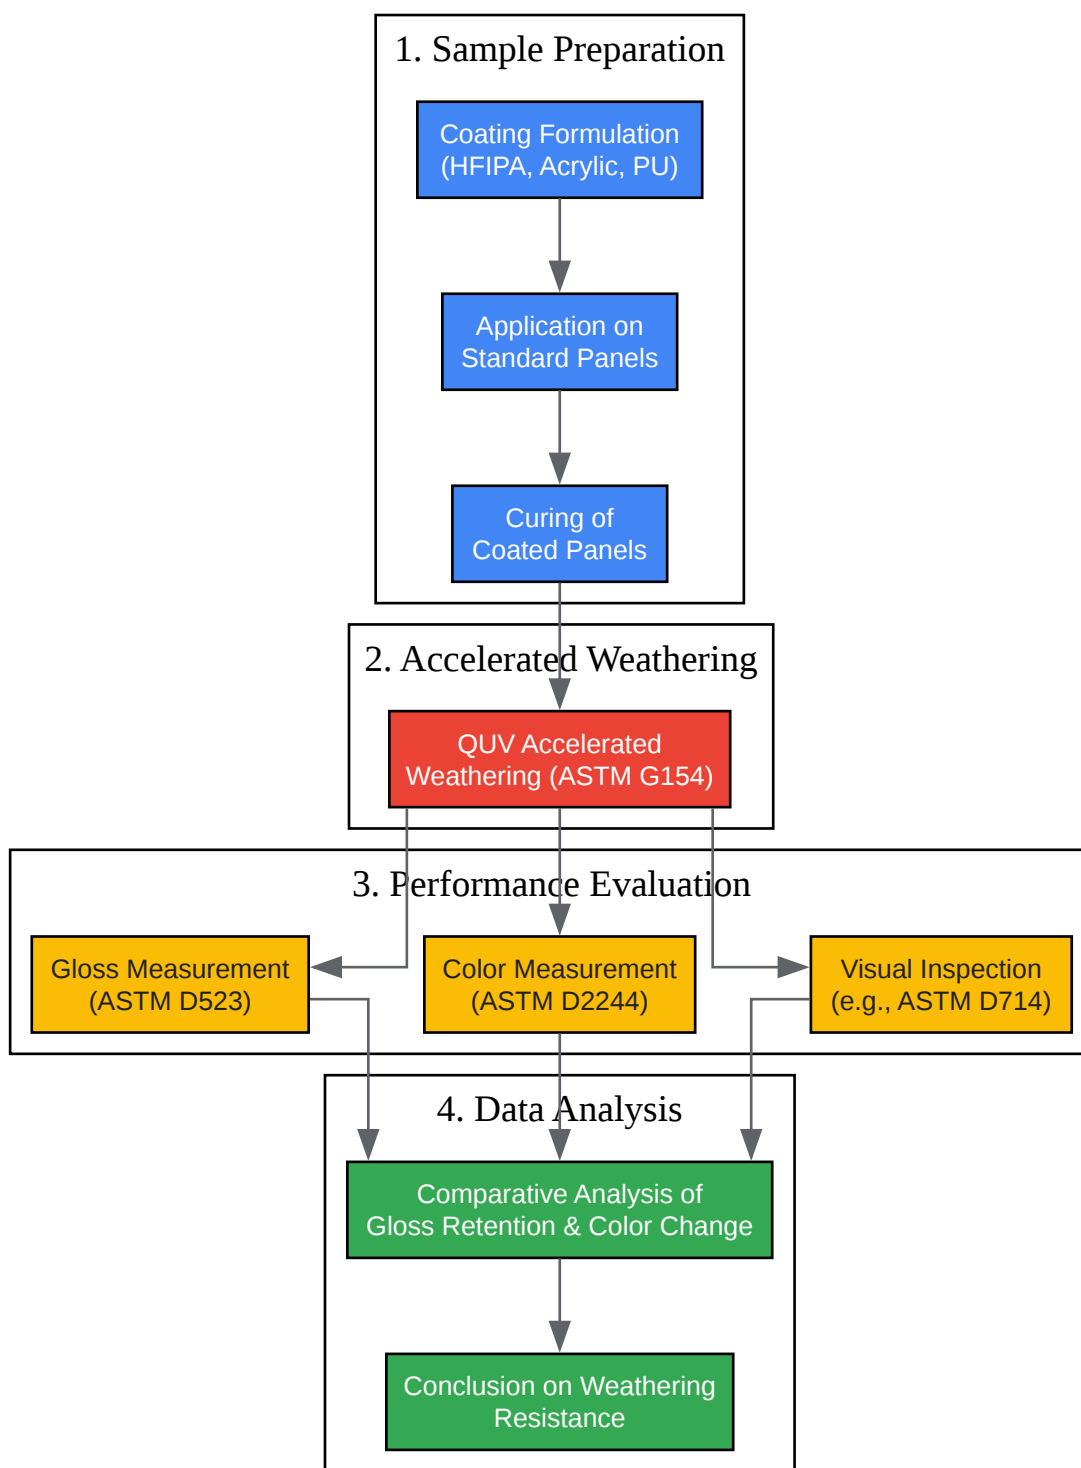 1. Sample Preparation
Coating Formulation
(HFIPA, Acrylic, PU)
Application on
Standard Panels
Curing of
Coated Panels
2. Accelerated Weathering
QUV Accelerated
Weathering (ASTM G154)
3. Performance Evaluation
Gloss Measurement
(ASTM D523)
Color Measurement
(ASTM D2244)
Visual Inspection
(e.g., ASTM D714)
4. Data Analysis
Comparative Analysis of
Gloss Retention & Color Change
Conclusion on Weathering
Resistance